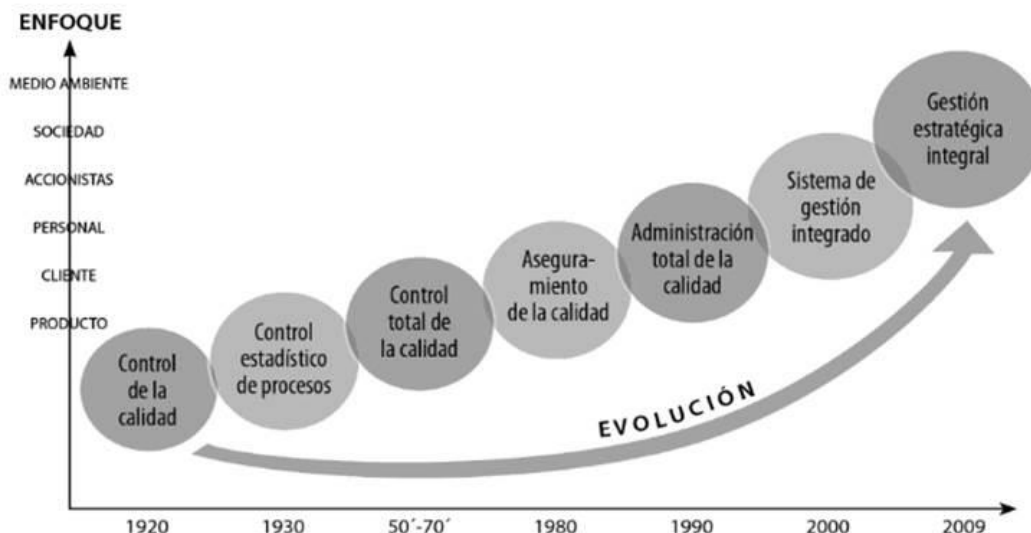 ENFOQUE
MEDIO AMBIENTE
SOCIEDAD
ACCIONISTAS
PERSONAL
CLIENTE
PRODUCTO
Control
de la
calidad
Control
estadístico
de procesos
Control
total de
la calidad
Asegura-
miento
de la calidad
Administración
total de la
calidad
Sistema de
gestión
integrado
Gestión
estratégica
integral
EVOLUCIÓN
1920
1930
50´-70´
1980
1990
2000
2009